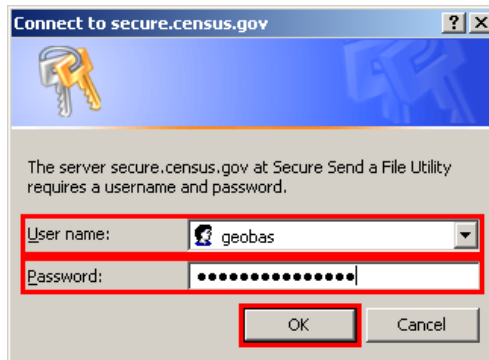 Connect to secure.census.gov
The server secure.census.gov at Secure Send a File Utility
requires a username and password.
User name:
geobas
Password:
•••••••••••••••
OK
Cancel